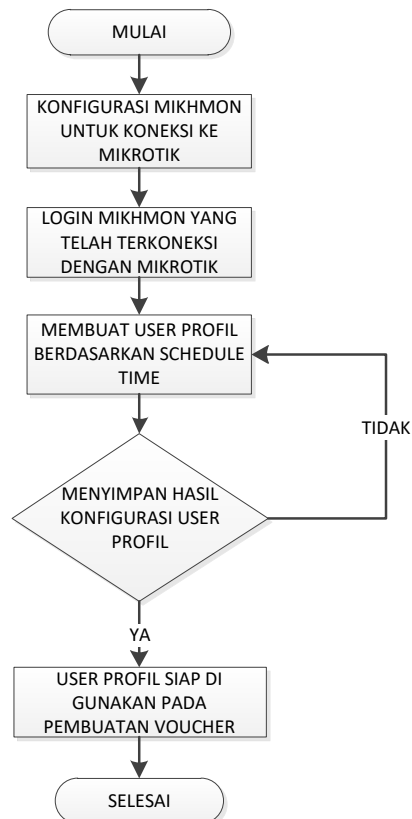 MULAI
KONFIGURASI MIKHMON
UNTUK KONEKSI KE
MIKROTIK
LOGIN MIKHMON YANG
TELAH TERKONEKSI
DENGAN MIKROTIK
MEMBUAT USER PROFIL
BERDASARKAN SCHEDULE
TIME
TIDAK
MENYIMPAN HASIL
KONFIGURASI USER
PROFIL
YA
USER PROFIL SIAP DI
GUNAKAN PADA
PEMBUATAN VOUCHER
SELESAI